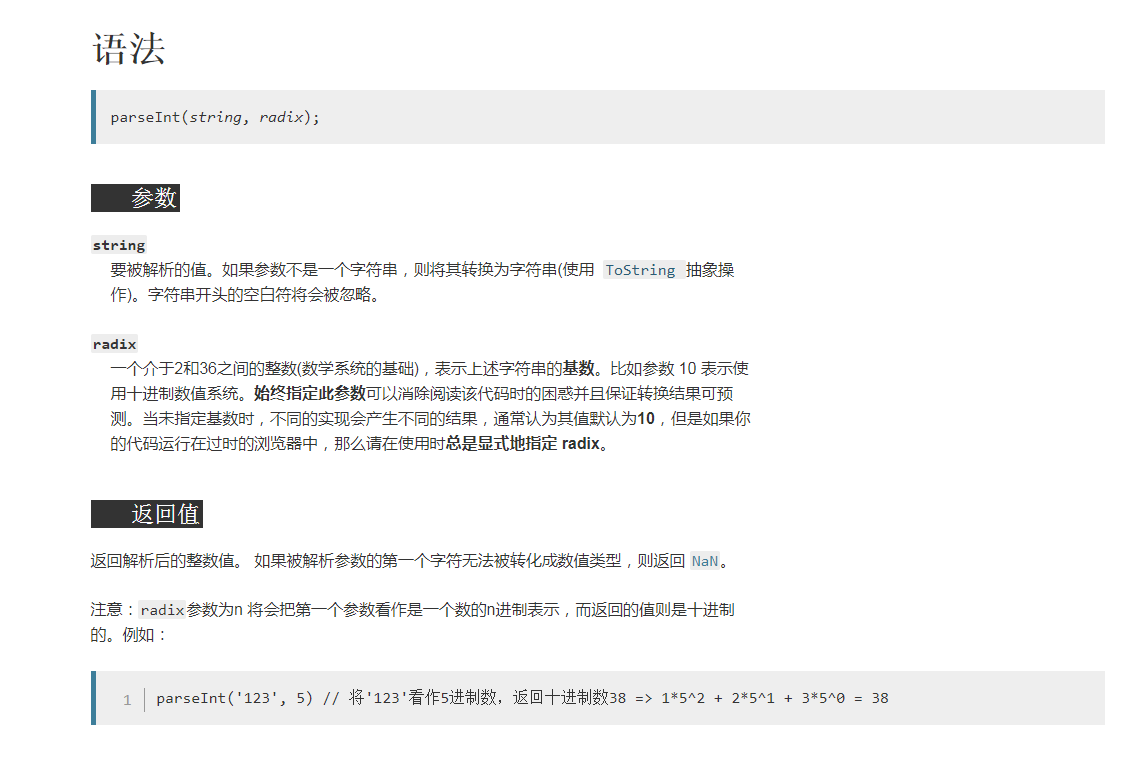 语法
parseInt(string, radix);
参数
string
要被解析的值。如果参数不是一个字符串，则将其转换为字符串(使用 ToString 抽象操
作)。字符串开头的空白符将会被忽略。
radix
一个介于2和36之间的整数(数学系统的基础)，表示上述字符串的基数。比如参数 10 表示使
用十进制数值系统。始终指定此参数可以消除阅读该代码时的困惑并且保证转换结果可预
测。当未指定基数时，不同的实现会产生不同的结果，通常认为其值默认为10，但是如果你
的代码运行在过时的浏览器中，那么请在使用时总是显式地指定 radix。
返回值
返回解析后的整数值。 如果被解析参数的第一个字符无法被转化成数值类型，则返回 NaN。
注意：radix参数为n 将会把第一个参数看作是一个数的n进制表示，而返回的值则是十进制
的。例如：
1 parseInt('123', 5) // 将'123'看作5进制数，返回十进制数38 => 1*5^2 + 2*5^1 + 3*5^0 = 38